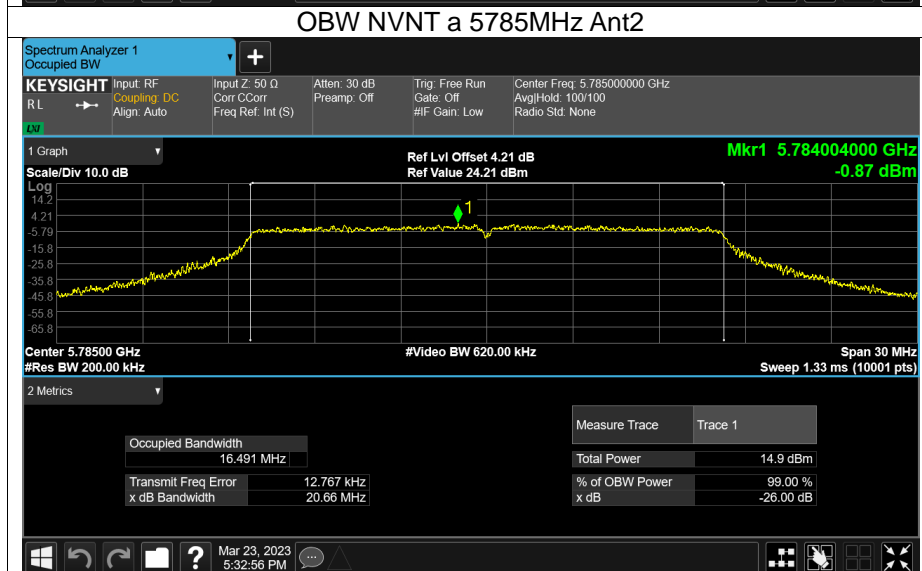 OBW NVNT a 5785MHz Ant2
Spectrum Analyzer 1
Occupied BW
+
KEYSIGHT
RL
LXI
Input: RF
Coupling: DC
Align: Auto
Input Z: 50 Ω
Corr CCorr
Freq Ref: Int (S)
Atten: 30 dB
Preamp: Off
Trig: Free Run
Gate: Off
#IF Gain: Low
Center Freq: 5.785000000 GHz
Avg|Hold: 100/100
Radio Std: None
1 Graph
Scale/Div 10.0 dB
Ref Lvl Offset 4.21 dB
Ref Value 24.21 dBm
Mkr1 5.784004000 GHz
-0.87 dBm
Log
14.2
4.21
-5.79
-15.8
-25.8
-35.8
-45.8
-55.8
-65.8
1
Center 5.78500 GHz
#Res BW 200.00 kHz
#Video BW 620.00 kHz
Span 30 MHz
Sweep 1.33 ms (10001 pts)
2 Metrics
Occupied Bandwidth
16.491 MHz
Transmit Freq Error 12.767 kHz
x dB Bandwidth 20.66 MHz
Measure Trace Trace 1
Total Power 14.9 dBm
% of OBW Power 99.00 %
x dB -26.00 dB
?
Mar 23, 2023
5:32:56 PM